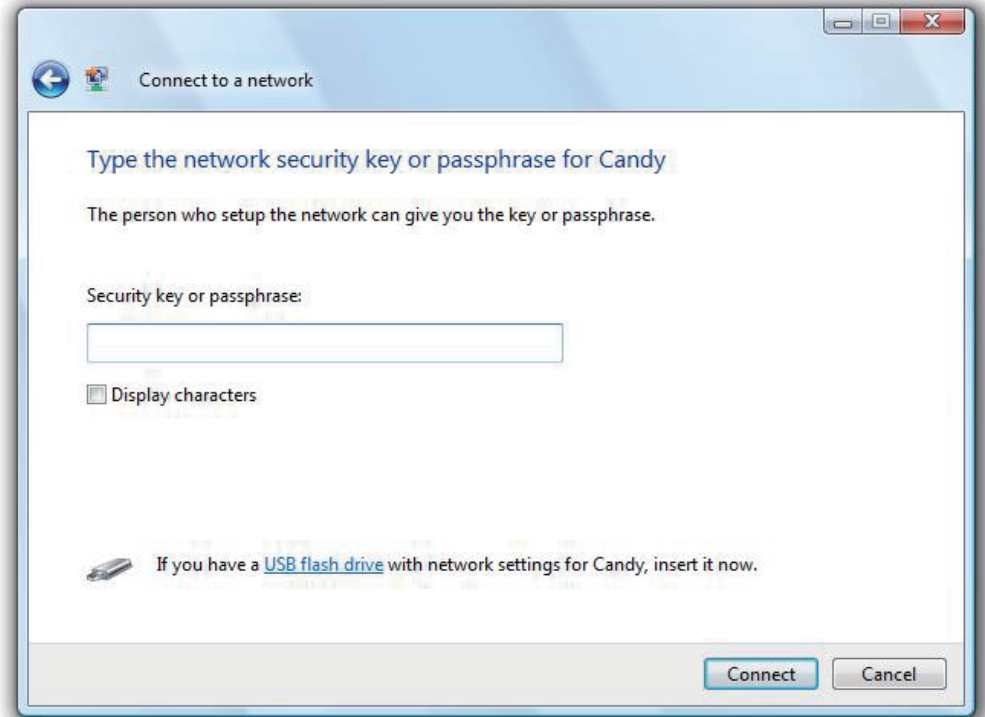 Connect to a network
Type the network security key or passphrase for Candy
The person who setup the network can give you the key or passphrase.
Security key or passphrase:
Display characters
If you have a USB flash drive with network settings for Candy, insert it now.
Connect Cancel